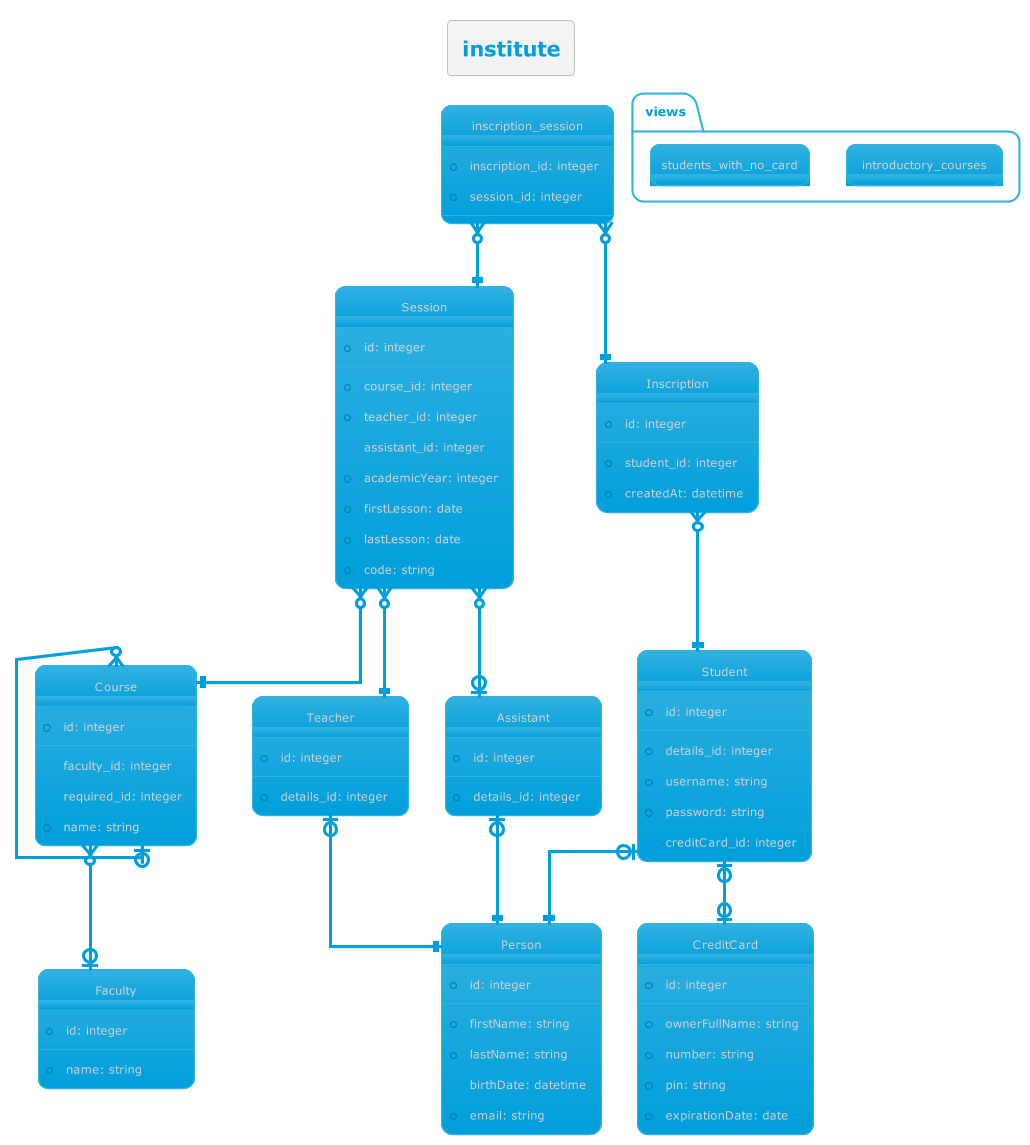 institute
views
students_with_no_card
introductory_courses
inscription_session
inscription_id: integer
session_id: integer
Session
id: integer
course_id: integer
teacher_id: integer
assistant_id: integer
academicYear: integer
firstLesson: date
lastLesson: date
code: string
Inscription
id: integer
student_id: integer
createdAt: datetime
Course
id: integer
faculty_id: integer
required_id: integer
name: string
Teacher
id: integer
details_id: integer
Assistant
id: integer
details_id: integer
Student
id: integer
details_id: integer
username: string
password: string
creditCard_id: integer
Faculty
id: integer
name: string
Person
id: integer
firstName: string
lastName: string
birthDate: datetime
email: string
CreditCard
id: integer
ownerFullName: string
number: string
pin: string
expirationDate: date